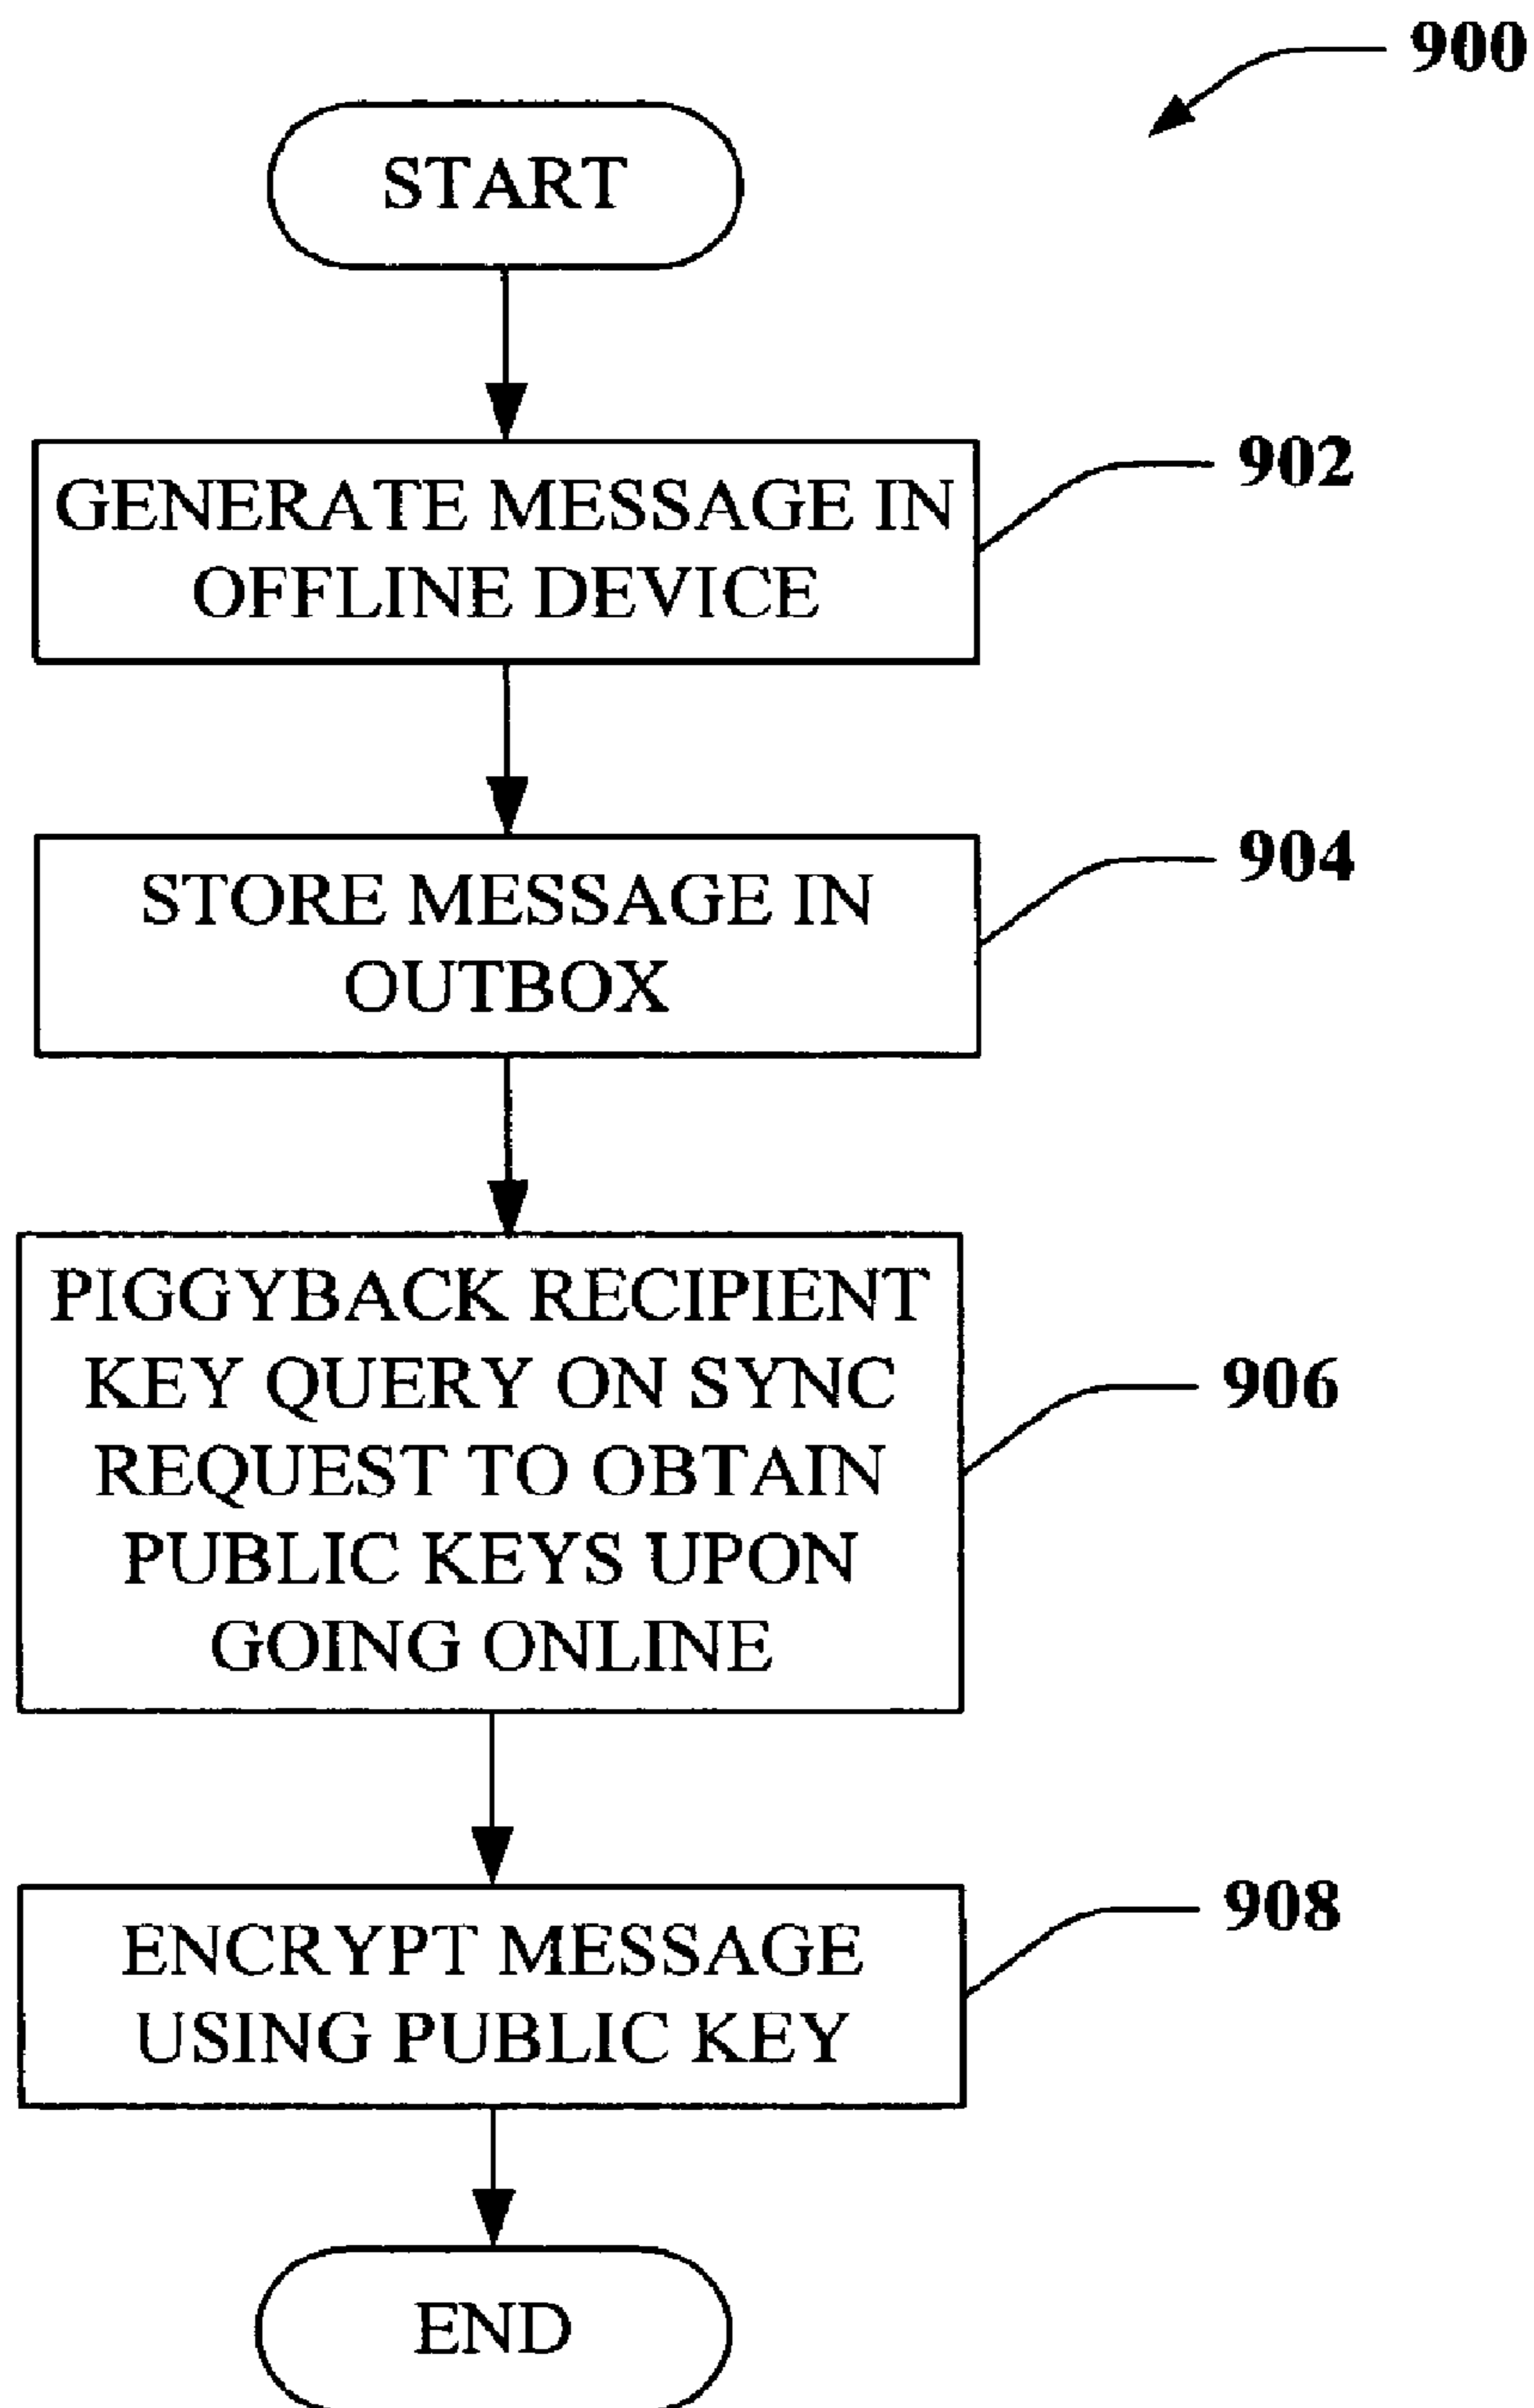 900
START
GENERATE MESSAGE IN
OFFLINE DEVICE
902
STORE MESSAGE IN
OUTBOX
904
PIGGYBACK RECIPIENT
KEY QUERY ON SYNC
REQUEST TO OBTAIN
PUBLIC KEYS UPON
GOING ONLINE
906
ENCRYPT MESSAGE
USING PUBLIC KEY
908
END